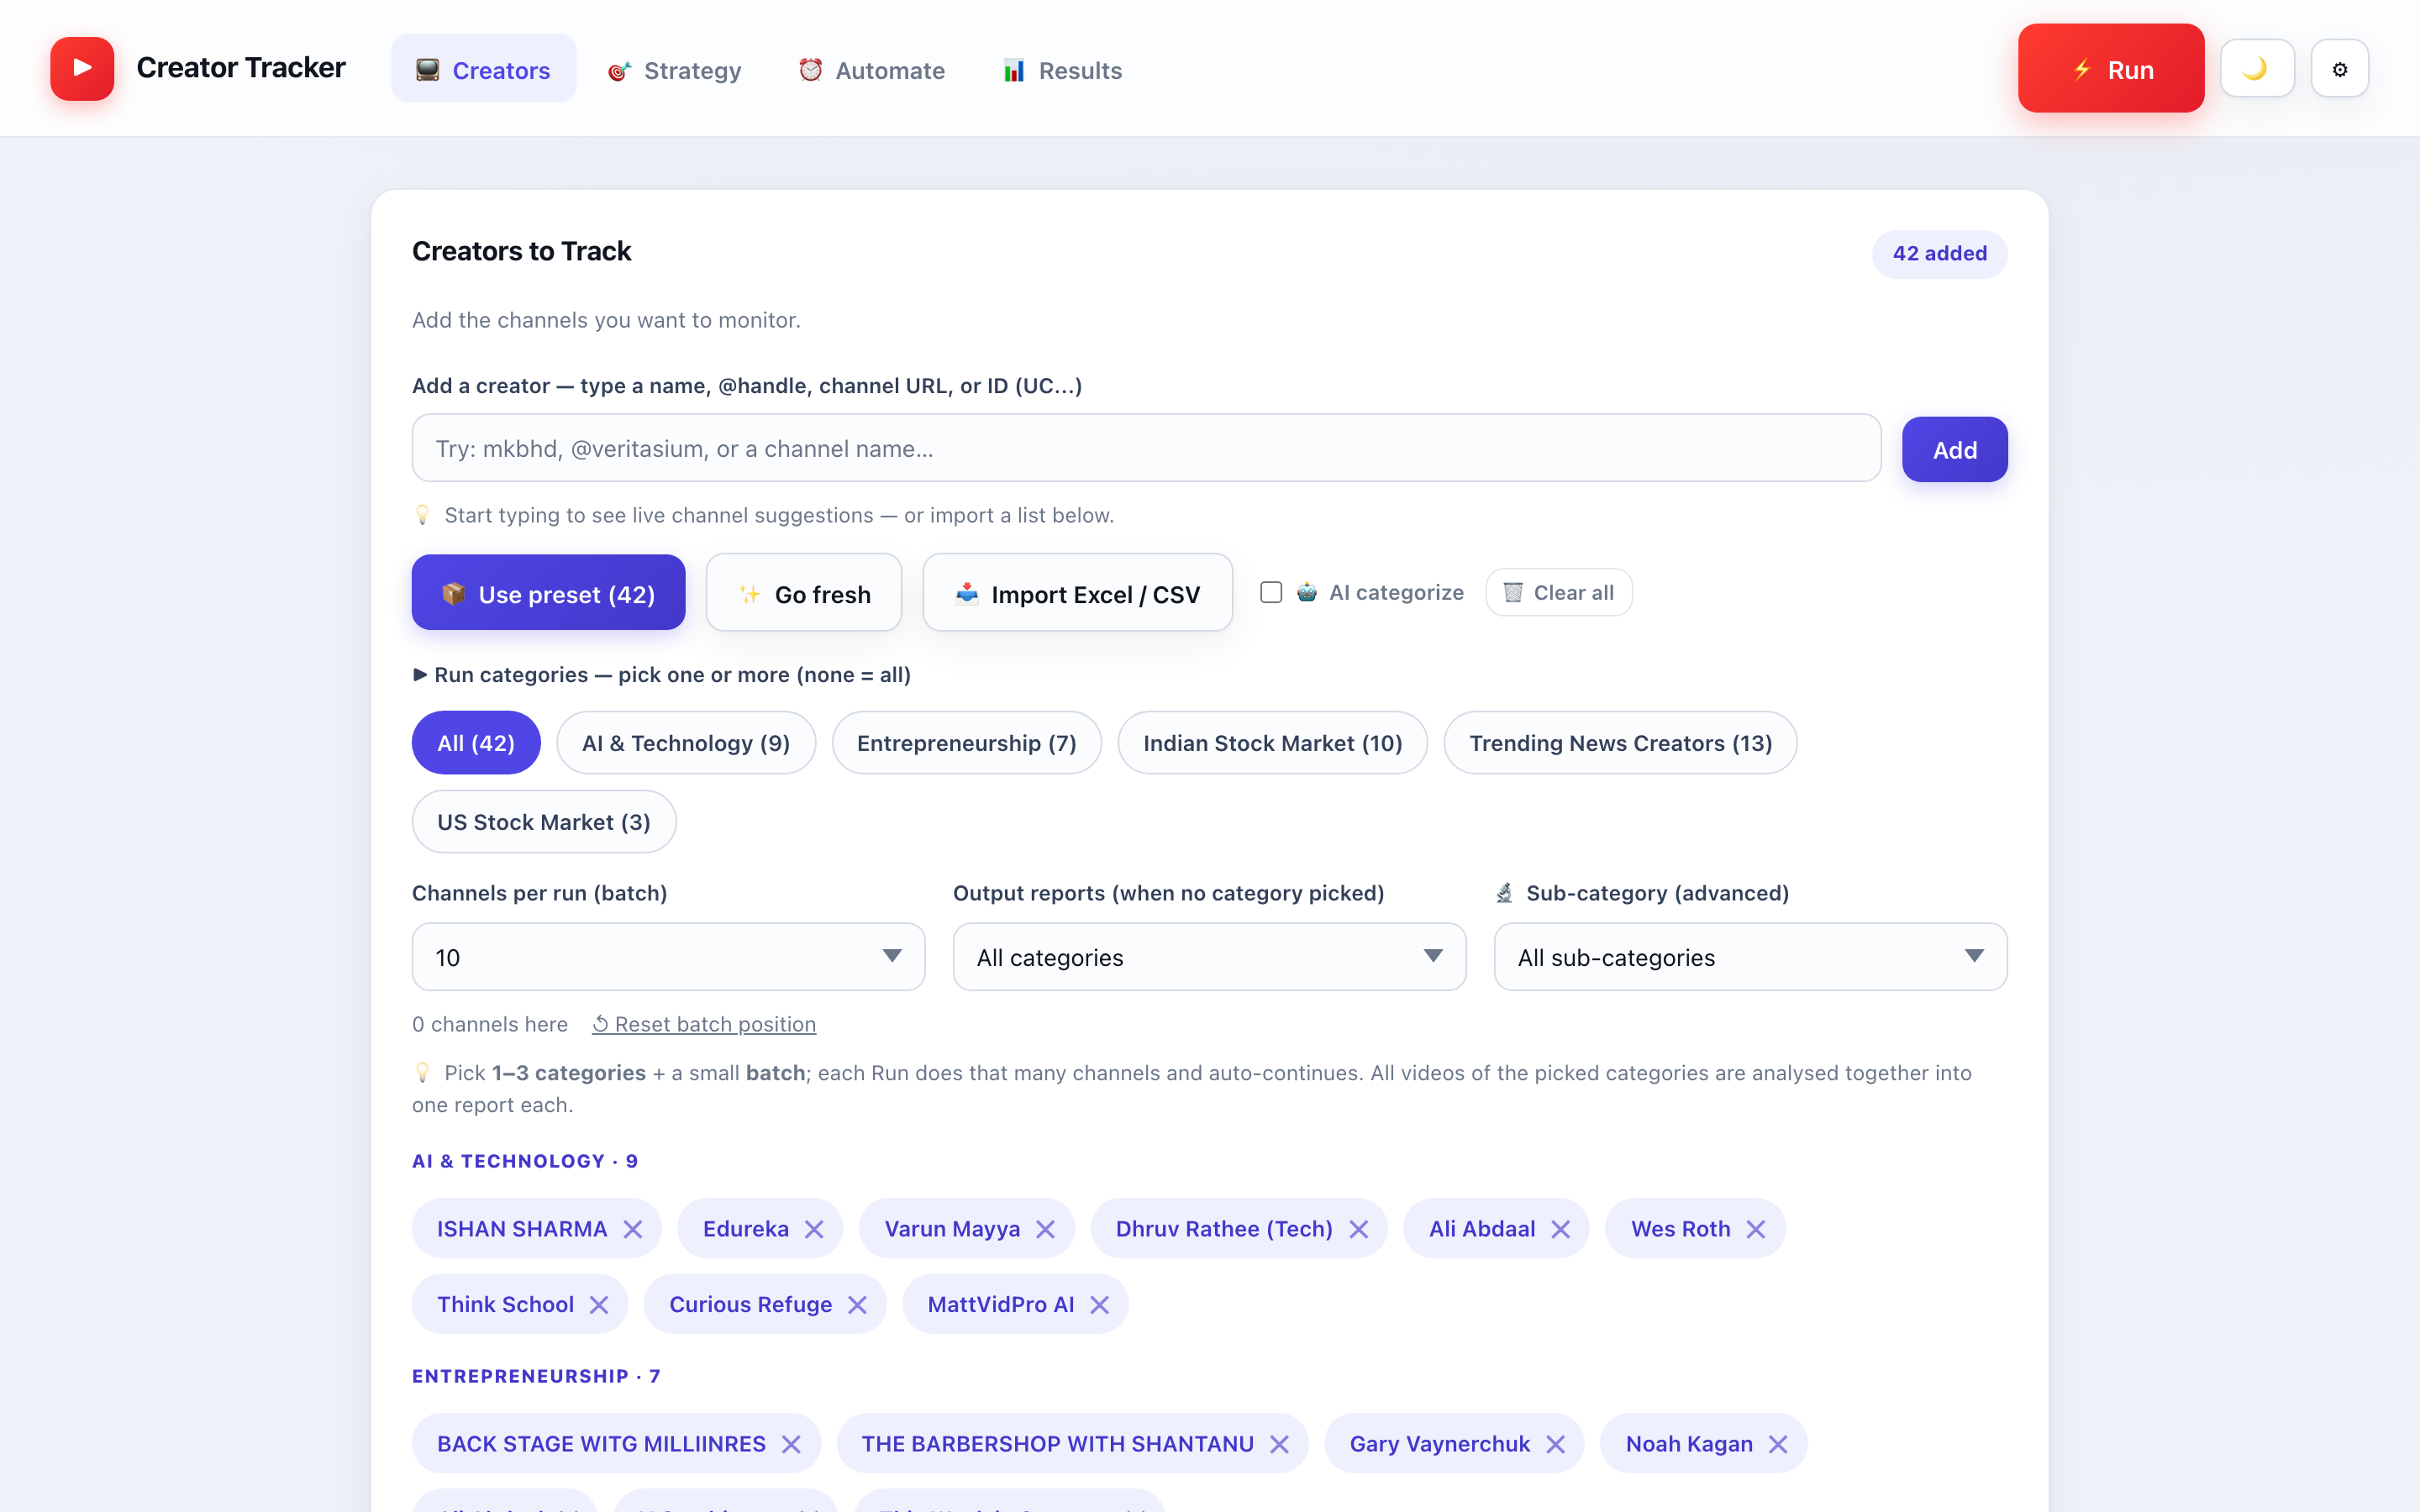 Creator Tracker
Creators
Strategy
Automate
Results
Run
Creators to Track
42 added
Add the channels you want to monitor.
Add a creator — type a name, @handle, channel URL, or ID (UC...)
Try: mkbhd, @veritasium, or a channel name...
Add
Start typing to see live channel suggestions — or import a list below.
Use preset (42)
Go fresh
Import Excel / CSV
AI categorize
Clear all
Run categories — pick one or more (none = all)
All (42)
AI & Technology (9)
Entrepreneurship (7)
Indian Stock Market (10)
Trending News Creators (13)
US Stock Market (3)
Channels per run (batch)
Output reports (when no category picked)
Sub-category (advanced)
10
All categories
All sub-categories
0 channels here
Reset batch position
Pick 1–3 categories + a small batch; each Run does that many channels and auto-continues. All videos of the picked categories are analysed together into
one report each.
AI & TECHNOLOGY · 9
ISHAN SHARMA
Edureka
Varun Mayya
Dhruv Rathee (Tech)
Ali Abdaal
Wes Roth
Think School
Curious Refuge
MattVidPro AI
ENTREPRENEURSHIP · 7
BACK STAGE WITG MILLIINRES
THE BARBERSHOP WITH SHANTANU
Gary Vaynerchuk
Noah Kagan